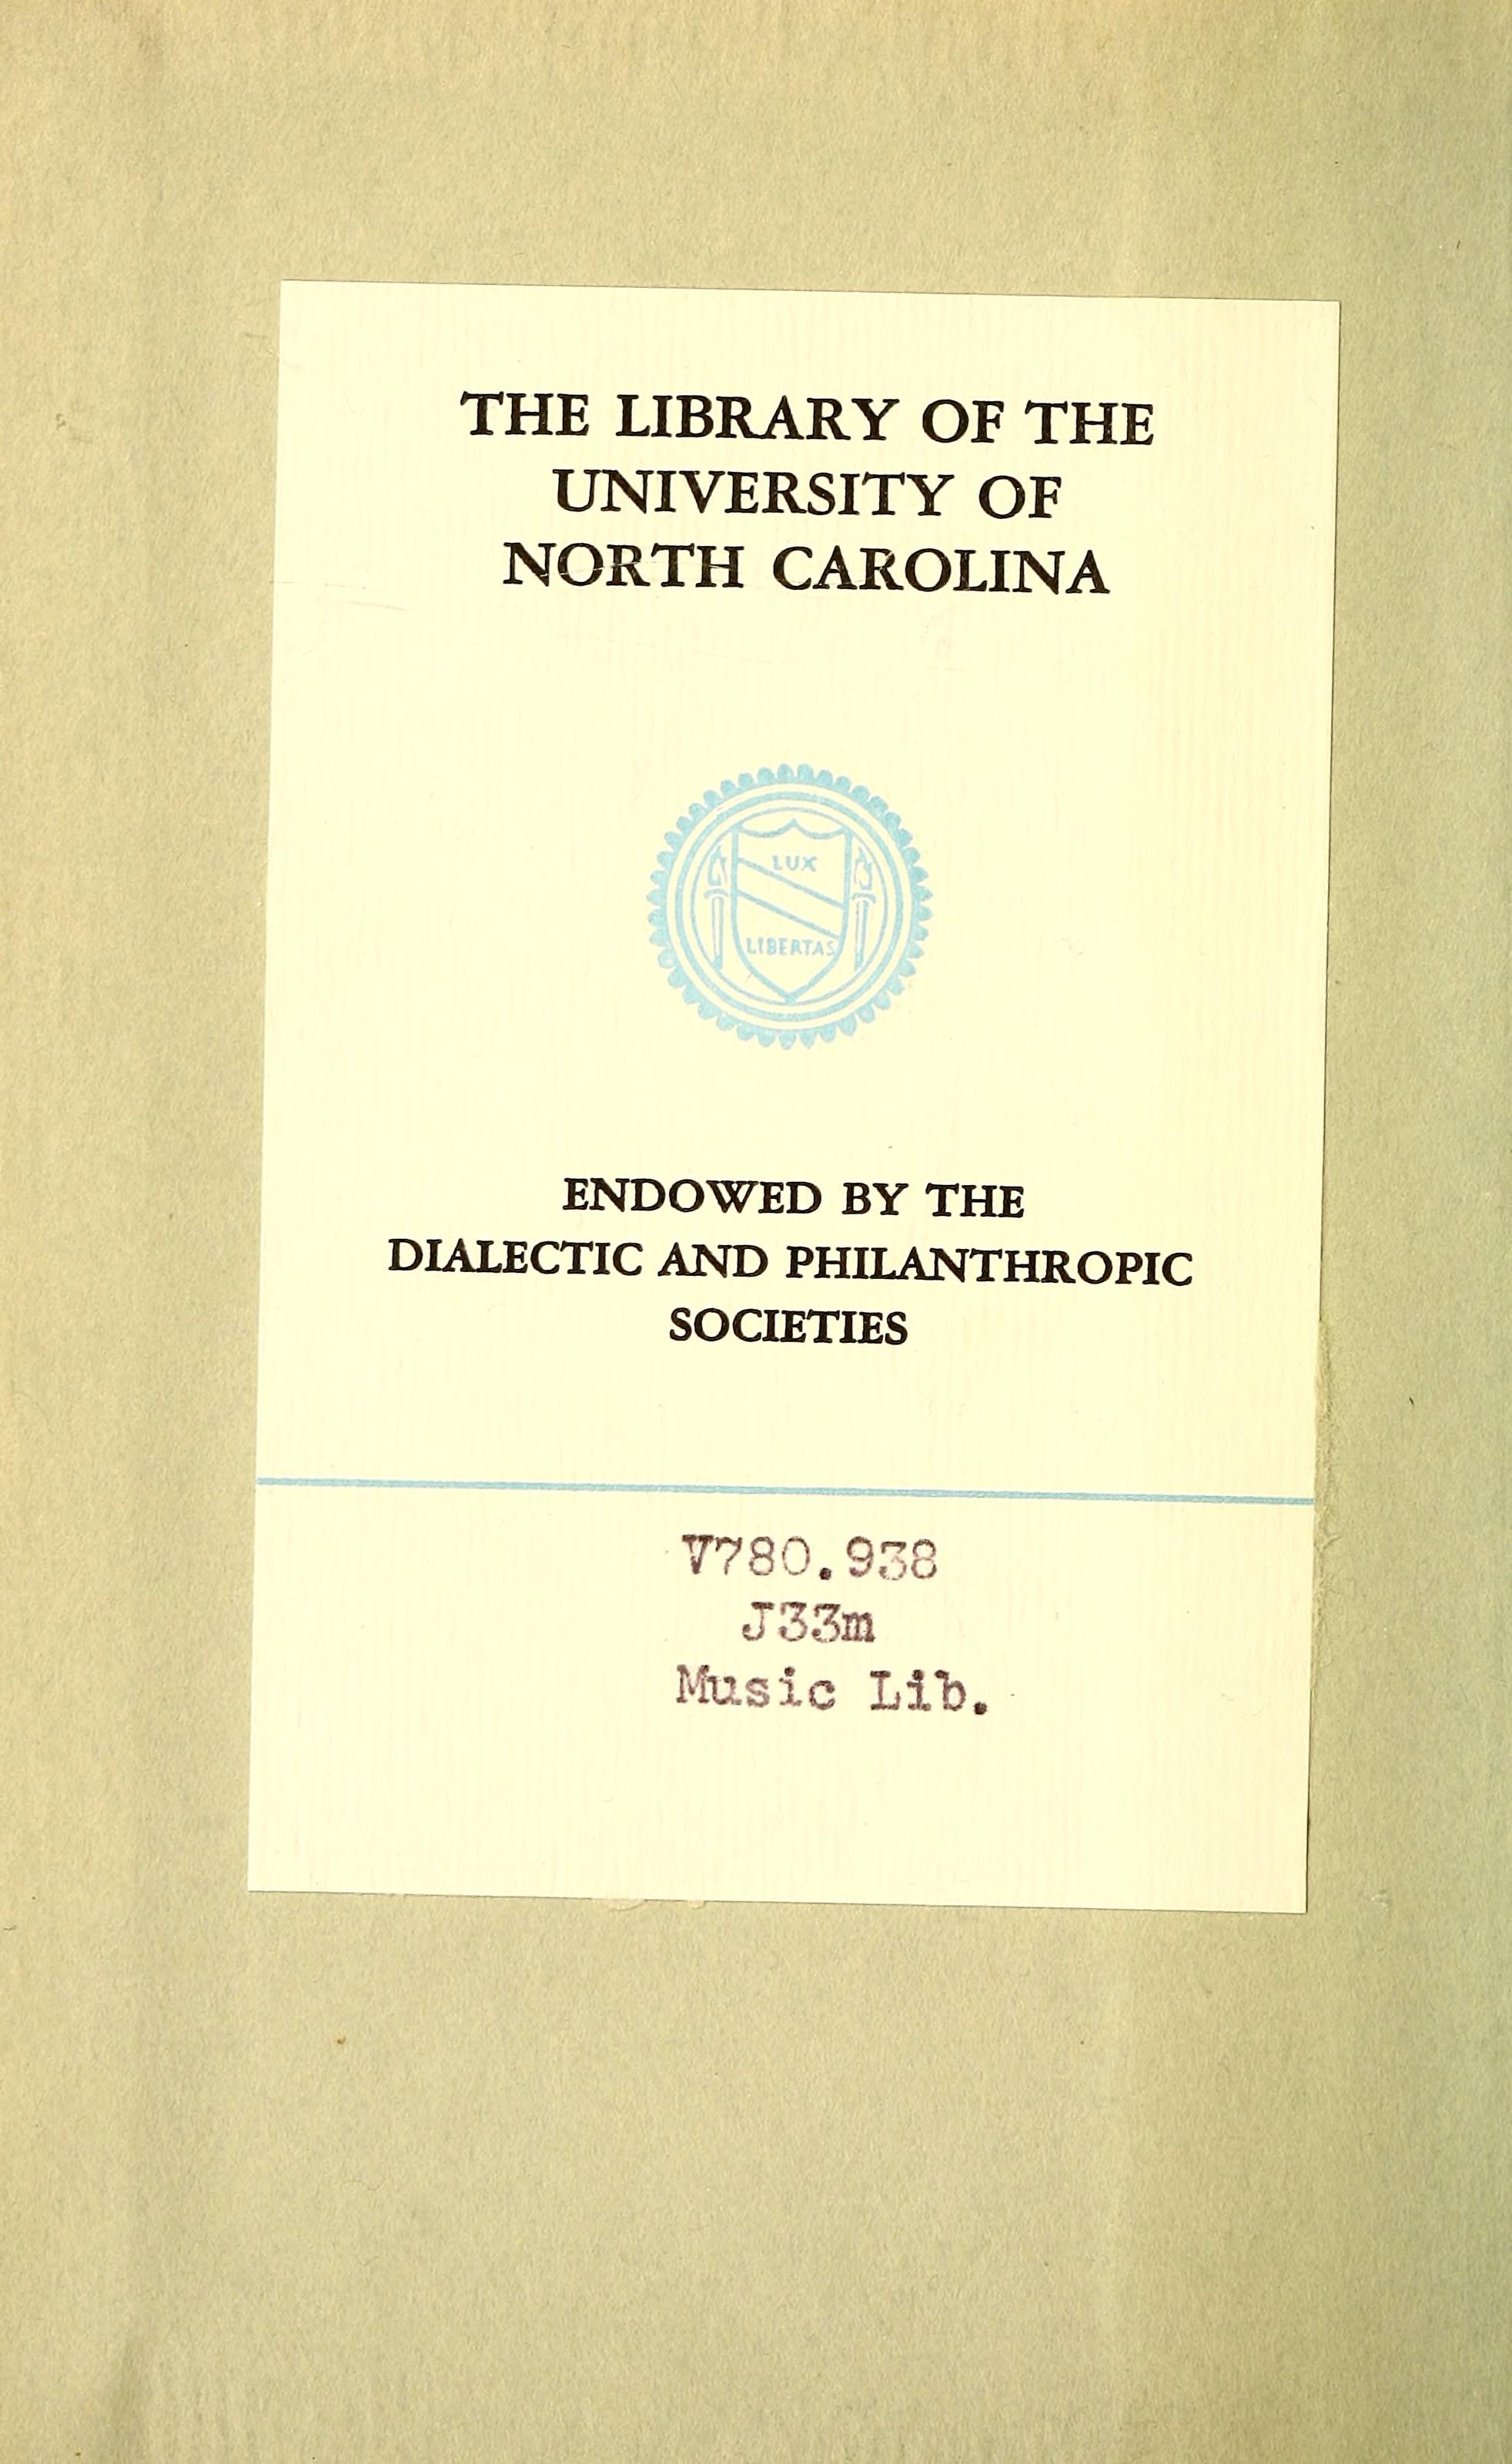 THE LIBRARY OF THE
UNIVERSITY OF
NORTH CAROLINA
LUX
LIBERTAS
ENDOWED BY THE
DIALECTIC AND PHILANTHROPIC
SOCIETIES
V780.938
J33m
Music Lib.